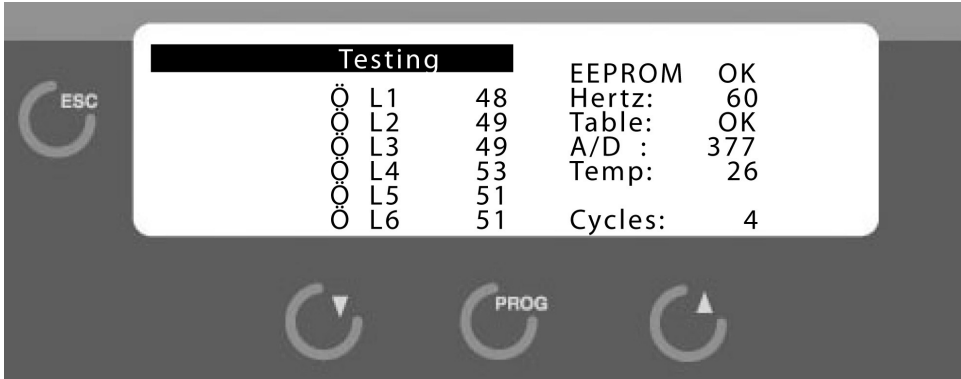 Testing
ESC
Ö L1 48
Ö L2 49
Ö L3 49
Ö L4 53
Ö L5 51
Ö L6 51
EEPROM OK
Hertz: 60
Table: OK
A/D : 377
Temp: 26
Cycles: 4
▼
PROG
▲